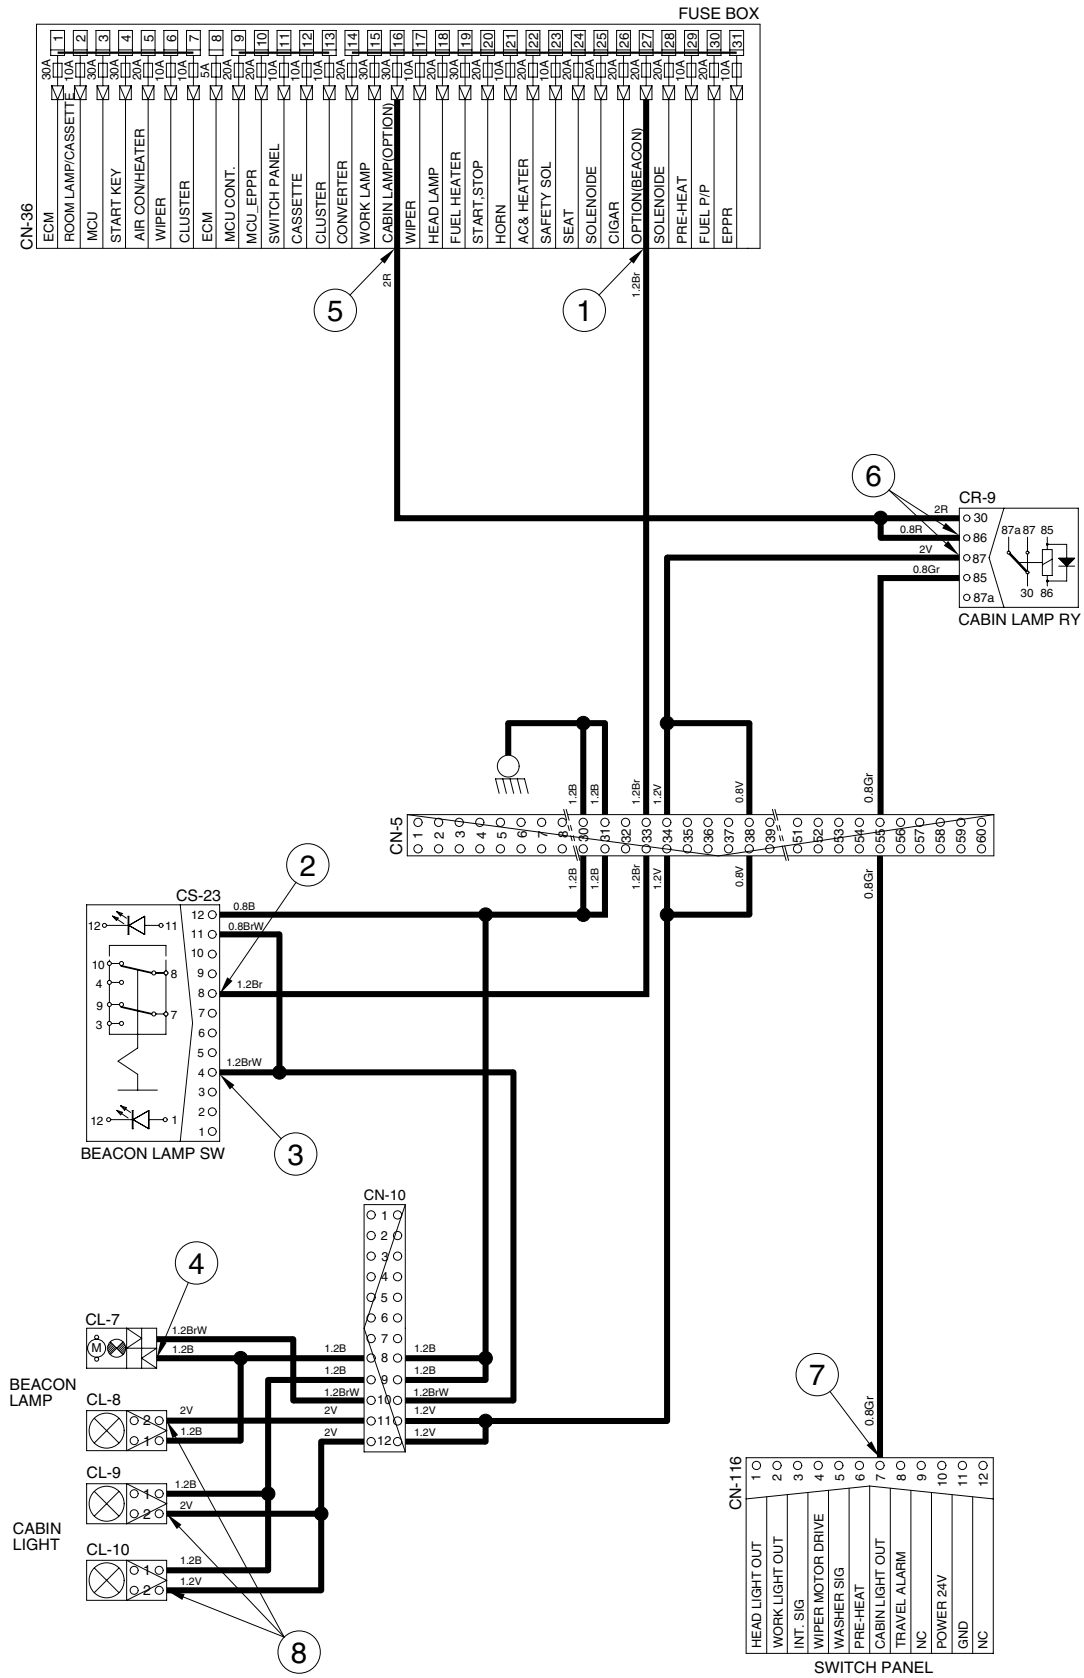 FUSE BOX
1 2 3 4 5 6 7 8 9 10 11 12 13 14 15 16 17 18 19 20 21 22 23 24 25 26 27 28 29 30 31
30A 10A 30A 30A 20A 10A 10A 5A 20A 20A 10A 10A 10A 20A 20A 30A 20A 20A 20A 20A 10A 20A 10A 20A 20A 20A 20A 20A 10A 20A 10A
CN-36
ECM
ROOM LAMP/CASSETTE
MCU
START KEY
AIR CON/HEATER
WIPER
CLUSTER
ECM
MCU CONT.
MCU_EPPR
SWITCH PANEL
CASSETTE
CLUSTER
CONVERTER
WORK LAMP
CABIN LAMP(OPTION)
WIPER
HEAD LAMP
FUEL HEATER
START,STOP
HORN
AC& HEATER
SAFETY SOL
SEAT
SOLENOIDE
CIGAR
OPTION(BEACON)
SOLENOIDE
PRE-HEAT
FUEL P/P
EPPR
2R
1.2Br
5
1
6
CR-9
2R
30
0.8R
86
2V
87
0.8Gr
85
87a
87a 87 85
30 86
CABIN LAMP RY
1.2B 1.2B 1.2Br 1.2V 0.8V 0.8Gr
CN-5
1 2 3 4 5 6 7 8 30 31 32 33 34 35 36 37 38 39 51 52 53 54 55 56 57 58 59 60
1.2B 1.2B 1.2Br 1.2V 0.8V 0.8Gr
2
CS-23
12 0.8B
11 0.8BrW
10
9
8 1.2Br
7
6
5
4 1.2BrW
3
2
1
12 11
10 8
4
9 7
3
12 1
BEACON LAMP SW
3
CN-10
1
2
3
4
5
6
7
8
9
10
11
12
4
CL-7
M
1.2BrW
1.2B
1.2B 1.2B
1.2B 1.2B
1.2BrW 1.2BrW
2V 1.2V
2V 1.2V
BEACON
LAMP
CL-8
2 2V
1 1.2B
CL-9
1 1.2B
2 2V
CABIN
LIGHT
CL-10
1 1.2B
2 1.2V
8
7
0.8Gr
CN-116
1 2 3 4 5 6 7 8 9 10 11 12
HEAD LIGHT OUT
WORK LIGHT OUT
INT. SIG
WIPER MOTOR DRIVE
WASHER SIG
PRE-HEAT
CABIN LIGHT OUT
TRAVEL ALARM
NC
POWER 24V
GND
NC
SWITCH PANEL